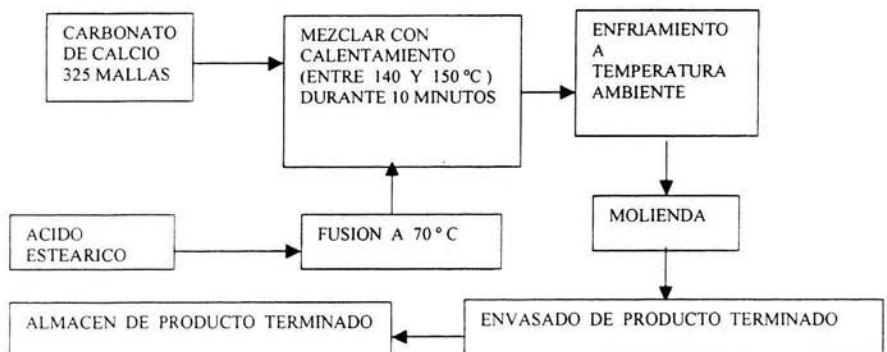 CARBONATO
DE CALCIO
325 MALLAS
MEZCLAR CON
CALENTAMIENTO
(ENTRE 140 Y 150 ºC)
DURANTE 10 MINUTOS
ENFRIAMIENTO
A
TEMPERATURA
AMBIENTE
ACIDO
ESTEARICO
FUSION A 70 º C
MOLIENDA
ENVASADO DE PRODUCTO TERMINADO
ALMACEN DE PRODUCTO TERMINADO